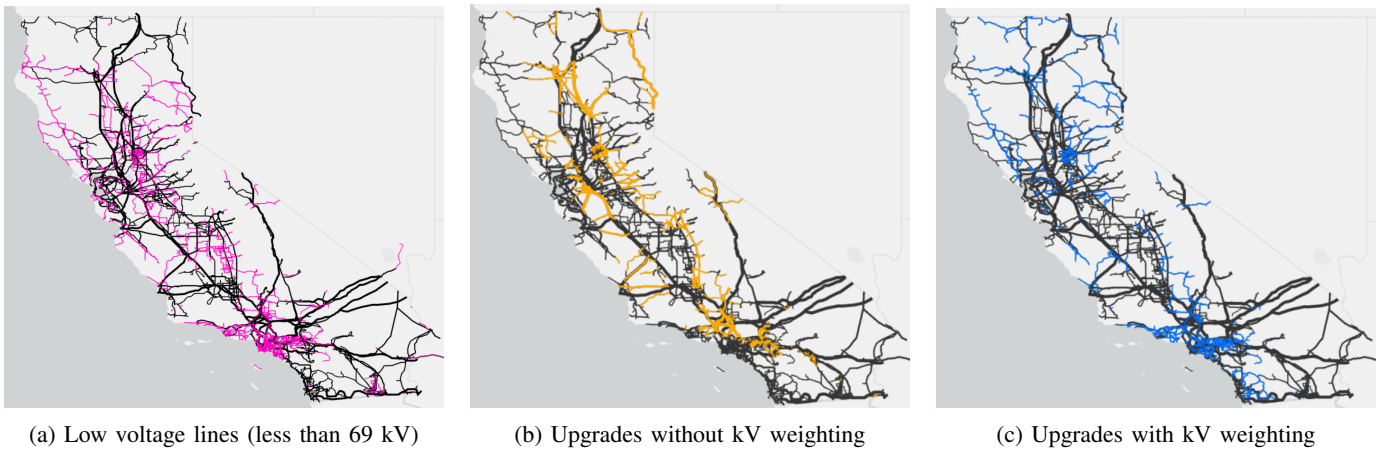 (a) Low voltage lines (less than 69 kV)
(b) Upgrades without kV weighting
(c) Upgrades with kV weighting